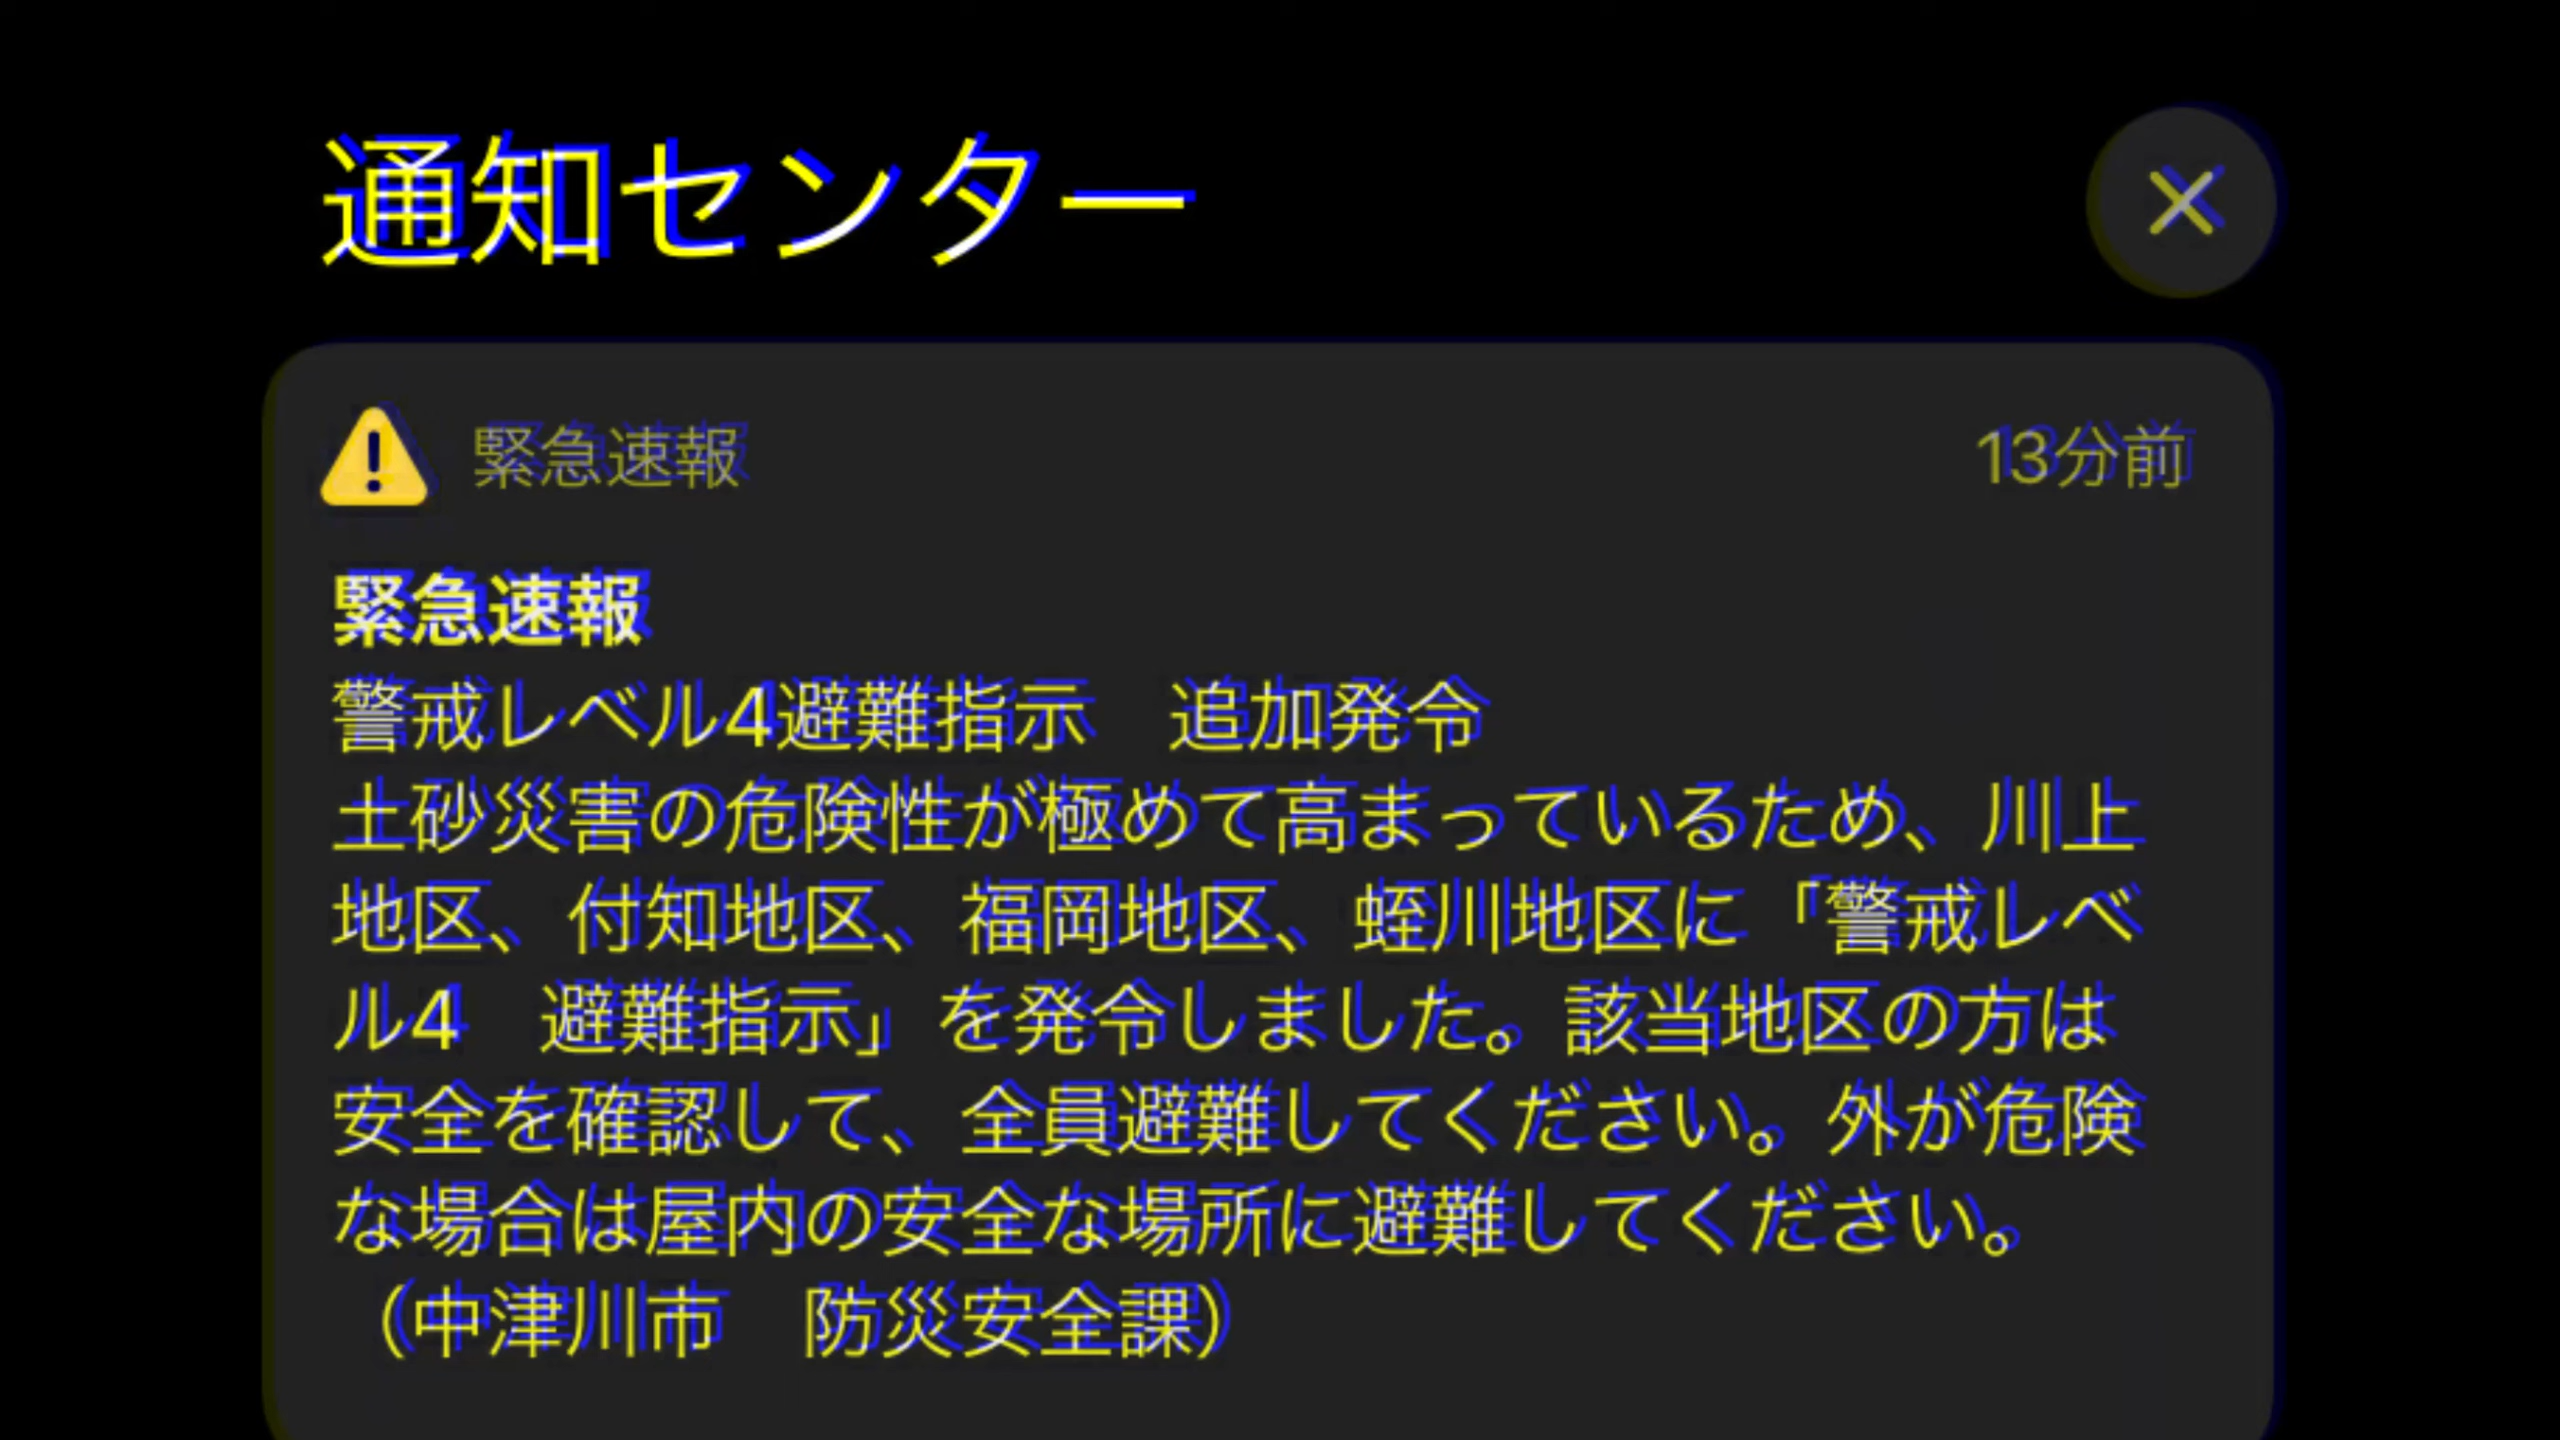 通知センター
緊急速報 13分前
緊急速報
警戒レベル4避難指示　追加発令
土砂災害の危険性が極めて高まっているため、川上
地区、付知地区、福岡地区、蛭川地区に「警戒レベ
ル4　避難指示」を発令しました。該当地区の方は
安全を確認して、全員避難してください。外が危険
な場合は屋内の安全な場所に避難してください。
（中津川市　防災安全課）